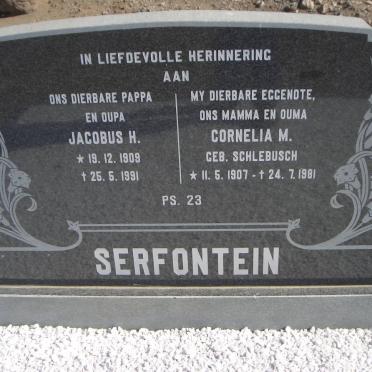 IN LIEFDEVOLLE HERINNERING
AAN
ONS DIERBARE PAPPA
EN OUPA
JACOBUS H.
★ 19. 12. 1909
† 25. 5. 1991
MY DIERBARE EGGENOTE,
ONS MAMMA EN OUMA
CORNELIA M.
GEB. SCHLEBUSCH
★ 11. 5. 1907 - † 24. 7. 1981
PS. 23
SERFONTEIN